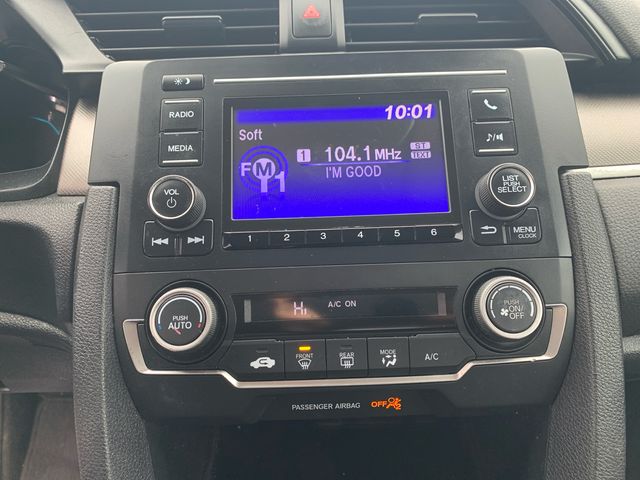 10:01
RADIO
Soft
ST
FM1 1 104.1 MHz TEXT
I'M GOOD
MEDIA
VOL
LIST
PUSH
SELECT
1 2 3 4 5 6
MENU
CLOCK
Hi A/C ON
PUSH
AUTO
PUSH
ON/
OFF
FRONT REAR MODE A/C
PASSENGER AIRBAG OFF 2